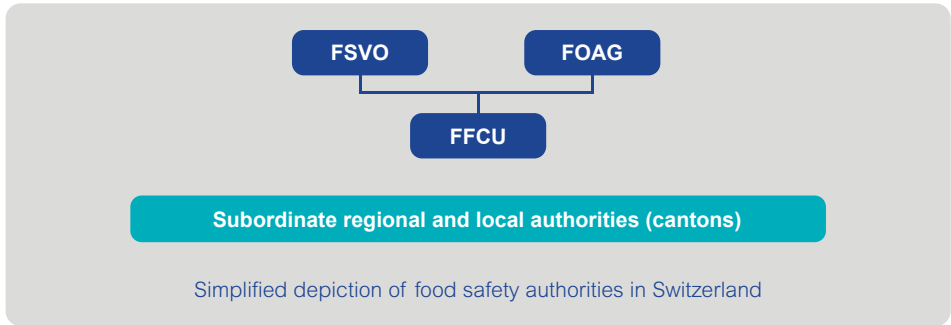 FSVO
FOAG
FFCU
Subordinate regional and local authorities (cantons)
Simplified depiction of food safety authorities in Switzerland